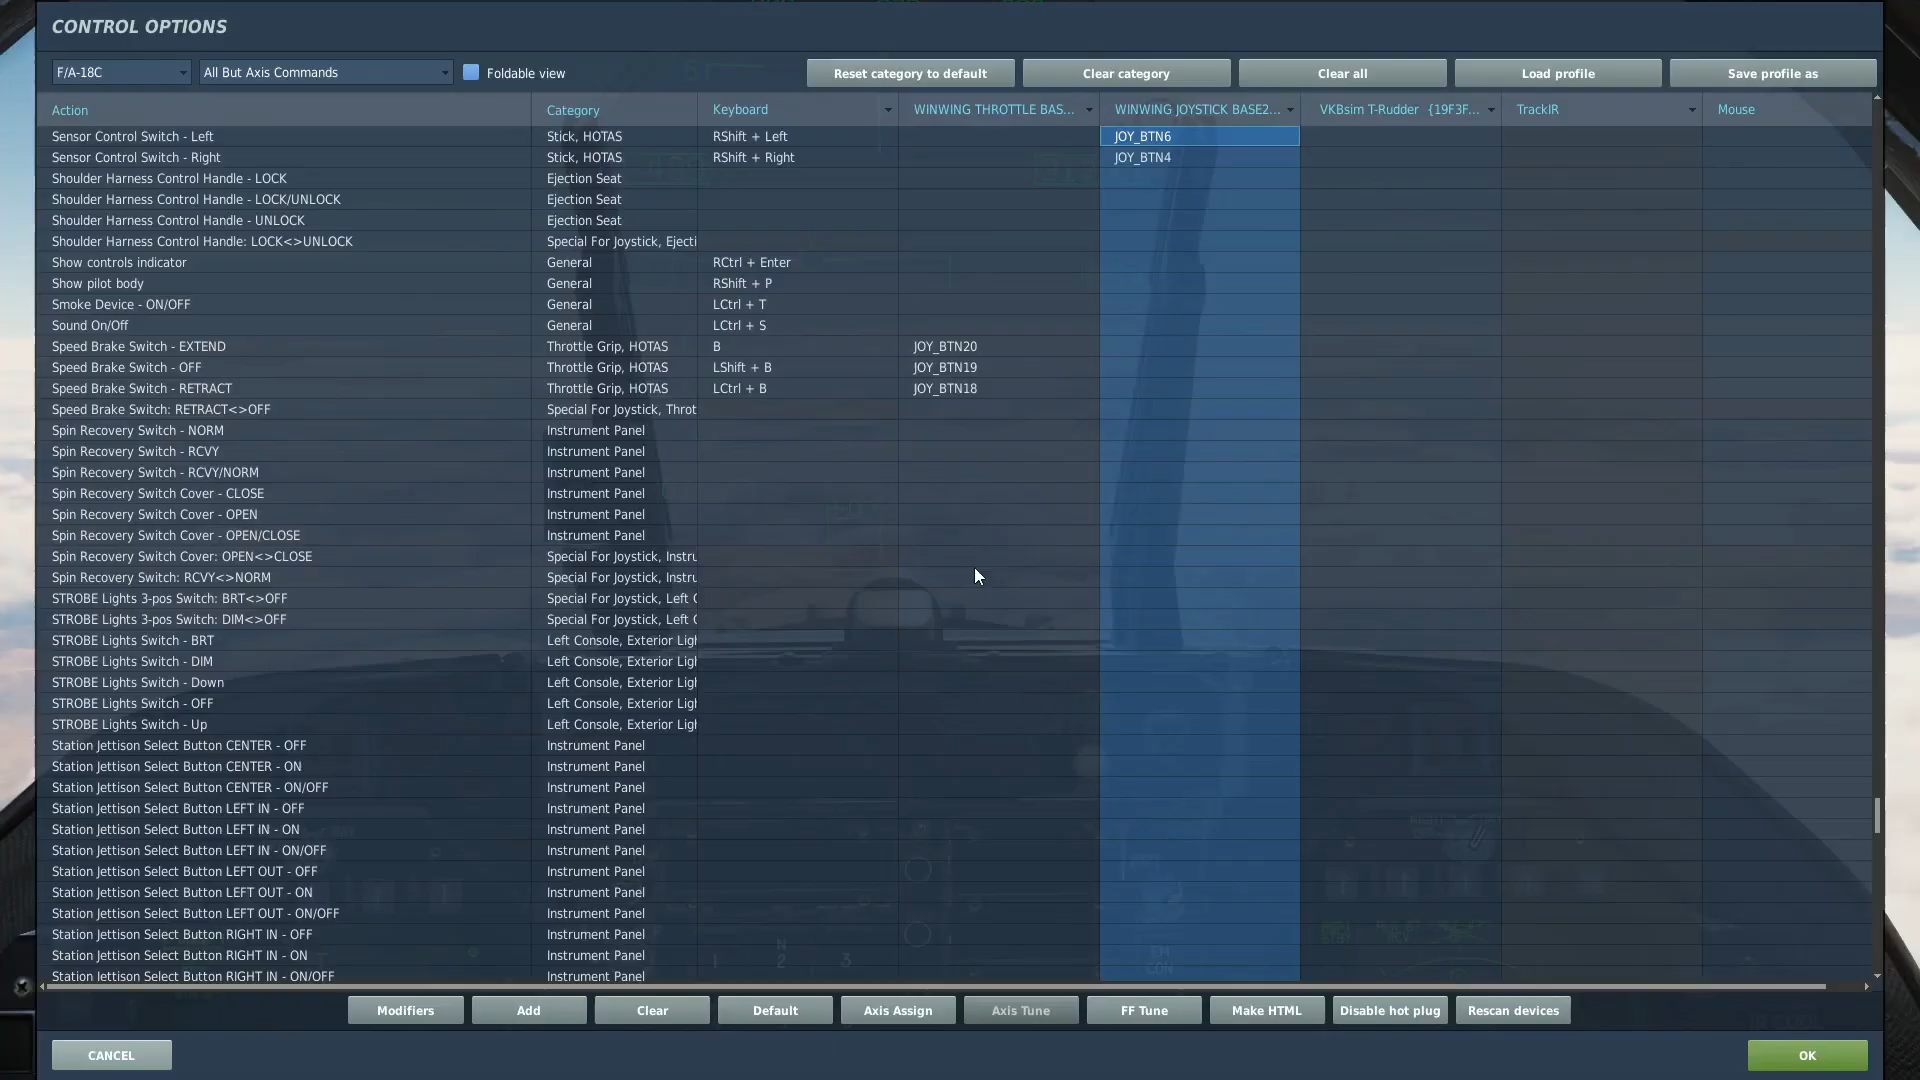 CONTROL OPTIONS
F/A-18C All But Axis Commands Foldable view Reset category to default Clear category Clear all Load profile Save profile as
Action Category Keyboard WINWING THROTTLE BAS... WINWING JOYSTICK BASE2... VKBsim T-Rudder {19F3F... TrackIR Mouse
Sensor Control Switch - Left Stick, HOTAS RShift + Left JOY_BTN6
Sensor Control Switch - Right Stick, HOTAS RShift + Right JOY_BTN4
Shoulder Harness Control Handle - LOCK Ejection Seat
Shoulder Harness Control Handle - LOCK/UNLOCK Ejection Seat
Shoulder Harness Control Handle - UNLOCK Ejection Seat
Shoulder Harness Control Handle: LOCK<>UNLOCK Special For Joystick, Ejecti
Show controls indicator General RCtrl + Enter
Show pilot body General RShift + P
Smoke Device - ON/OFF General LCtrl + T
Sound On/Off General LCtrl + S
Speed Brake Switch - EXTEND Throttle Grip, HOTAS B JOY_BTN20
Speed Brake Switch - OFF Throttle Grip, HOTAS LShift + B JOY_BTN19
Speed Brake Switch - RETRACT Throttle Grip, HOTAS LCtrl + B JOY_BTN18
Speed Brake Switch: RETRACT<>OFF Special For Joystick, Throt
Spin Recovery Switch - NORM Instrument Panel
Spin Recovery Switch - RCVY Instrument Panel
Spin Recovery Switch - RCVY/NORM Instrument Panel
Spin Recovery Switch Cover - CLOSE Instrument Panel
Spin Recovery Switch Cover - OPEN Instrument Panel
Spin Recovery Switch Cover - OPEN/CLOSE Instrument Panel
Spin Recovery Switch Cover: OPEN<>CLOSE Special For Joystick, Instru
Spin Recovery Switch: RCVY<>NORM Special For Joystick, Instru
STROBE Lights 3-pos Switch: BRT<>OFF Special For Joystick, Left C
STROBE Lights 3-pos Switch: DIM<>OFF Special For Joystick, Left C
STROBE Lights Switch - BRT Left Console, Exterior Ligh
STROBE Lights Switch - DIM Left Console, Exterior Ligh
STROBE Lights Switch - Down Left Console, Exterior Ligh
STROBE Lights Switch - OFF Left Console, Exterior Ligh
STROBE Lights Switch - Up Left Console, Exterior Ligh
Station Jettison Select Button CENTER - OFF Instrument Panel
Station Jettison Select Button CENTER - ON Instrument Panel
Station Jettison Select Button CENTER - ON/OFF Instrument Panel
Station Jettison Select Button LEFT IN - OFF Instrument Panel
Station Jettison Select Button LEFT IN - ON Instrument Panel
Station Jettison Select Button LEFT IN - ON/OFF Instrument Panel
Station Jettison Select Button LEFT OUT - OFF Instrument Panel
Station Jettison Select Button LEFT OUT - ON Instrument Panel
Station Jettison Select Button LEFT OUT - ON/OFF Instrument Panel
Station Jettison Select Button RIGHT IN - OFF Instrument Panel
Station Jettison Select Button RIGHT IN - ON Instrument Panel
Station Jettison Select Button RIGHT IN - ON/OFF Instrument Panel
Modifiers Add Clear Default Axis Assign Axis Tune FF Tune Make HTML Disable hot plug Rescan devices
CANCEL OK